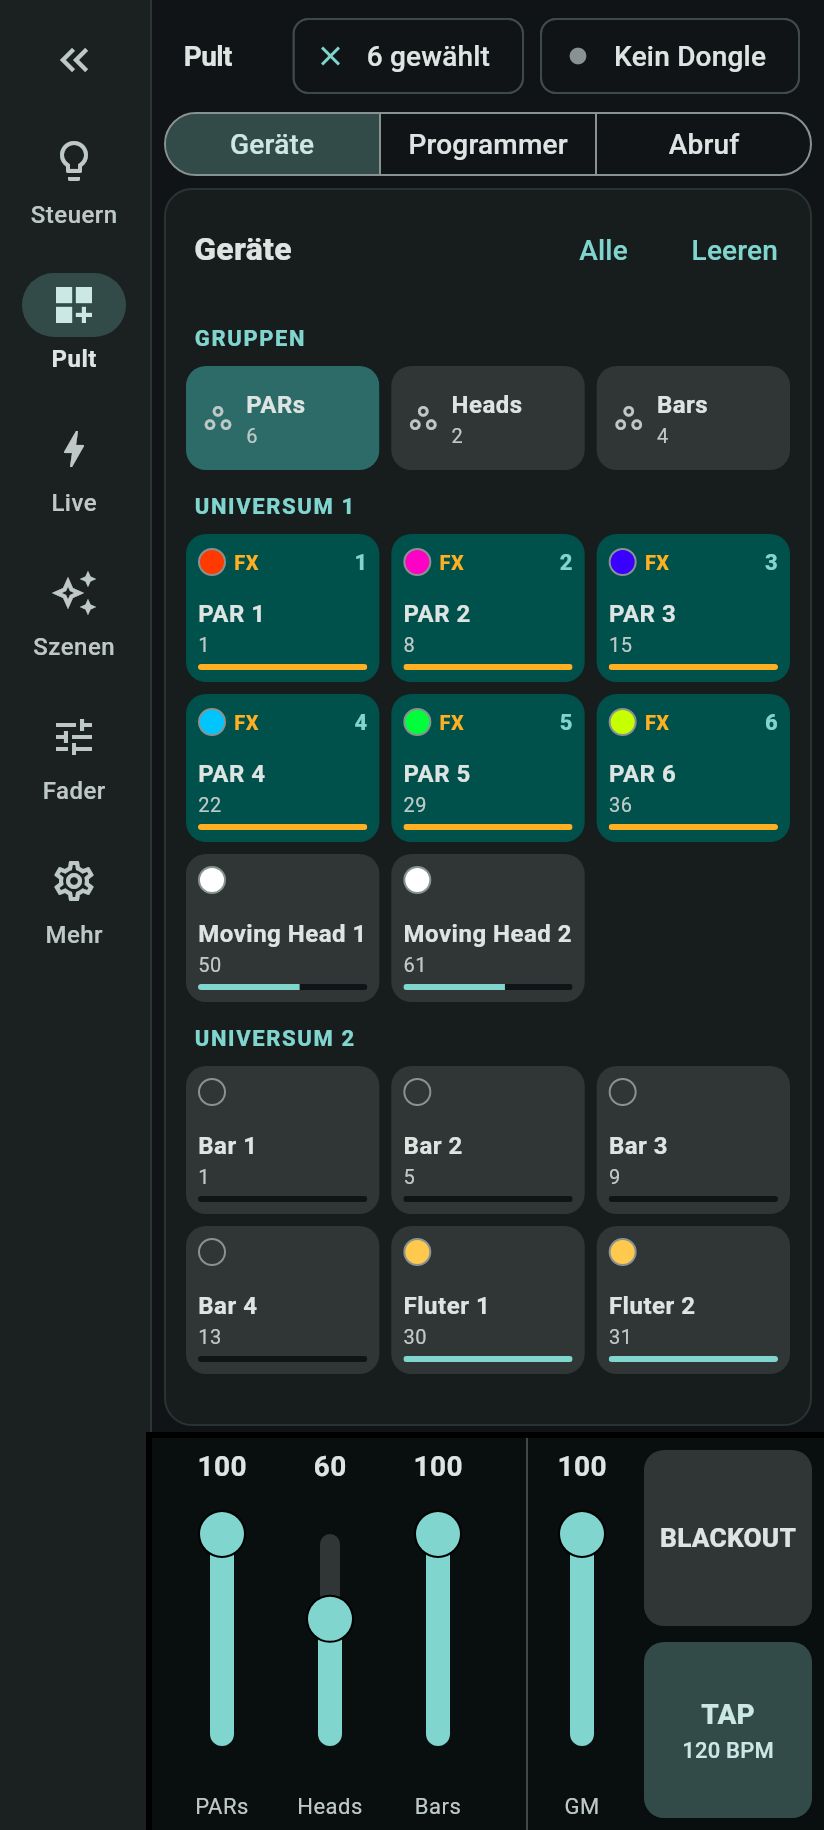 Pult
6 gewählt
Kein Dongle
Steuern
Pult
Live
Szenen
Fader
Mehr
Geräte
Programmer
Abruf
Geräte
Alle
Leeren
GRUPPEN
PARs
6
Heads
2
Bars
4
UNIVERSUM 1
FX 1
PAR 1
1
FX 2
PAR 2
8
FX 3
PAR 3
15
FX 4
PAR 4
22
FX 5
PAR 5
29
FX 6
PAR 6
36
Moving Head 1
50
Moving Head 2
61
UNIVERSUM 2
Bar 1
1
Bar 2
5
Bar 3
9
Bar 4
13
Fluter 1
30
Fluter 2
31
100
PARs
60
Heads
100
Bars
100
GM
BLACKOUT
TAP
120 BPM